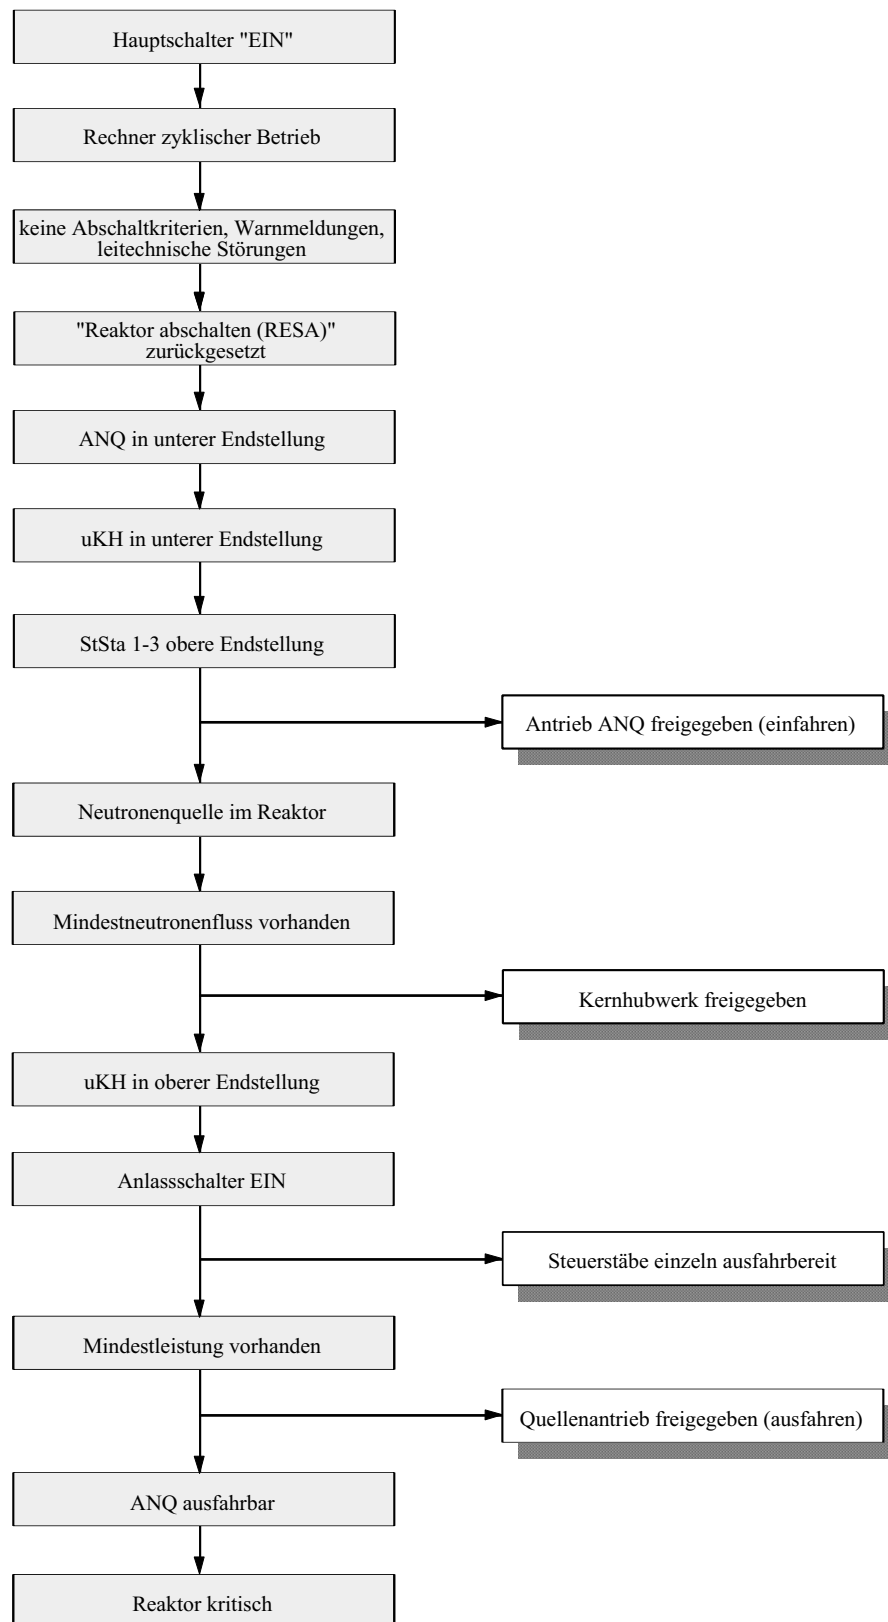 Hauptschalter "EIN"
Rechner zyklischer Betrieb
keine Abschaltkriterien, Warnmeldungen,
leitechnische Störungen
"Reaktor abschalten (RESA)"
zurückgesetzt
ANQ in unterer Endstellung
uKH in unterer Endstellung
StSta 1-3 obere Endstellung
Antrieb ANQ freigegeben (einfahren)
Neutronenquelle im Reaktor
Mindestneutronenfluss vorhanden
Kernhubwerk freigegeben
uKH in oberer Endstellung
Anlassschalter EIN
Steuerstäbe einzeln ausfahrbereit
Mindestleistung vorhanden
Quellenantrieb freigegeben (ausfahren)
ANQ ausfahrbar
Reaktor kritisch